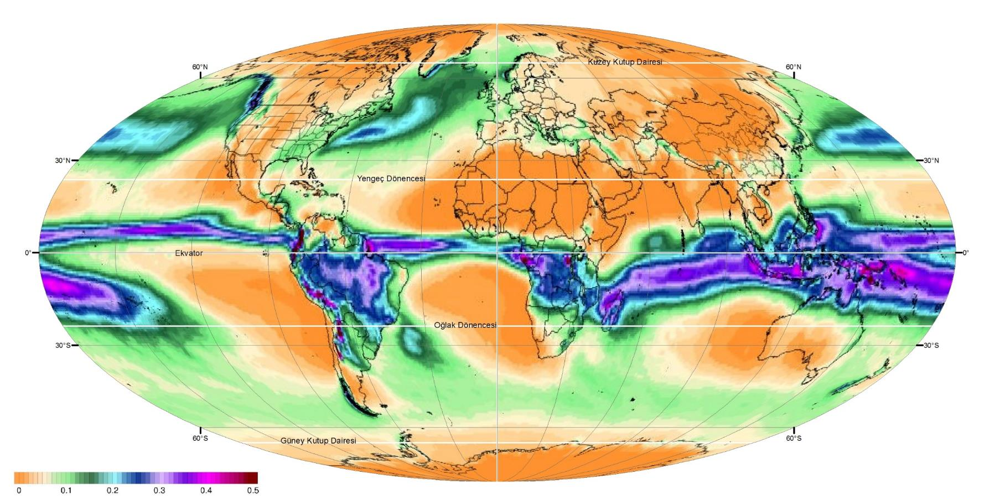 Kuzey Kutup Dairesi
60°N
60°N
30°N
30°N
Yengeç Dönencesi
0°
Ekvator
0°
Oğlak Dönencesi
30°S
30°S
60°S
Güney Kutup Dairesi
60°S
0 0.1 0.2 0.3 0.4 0.5